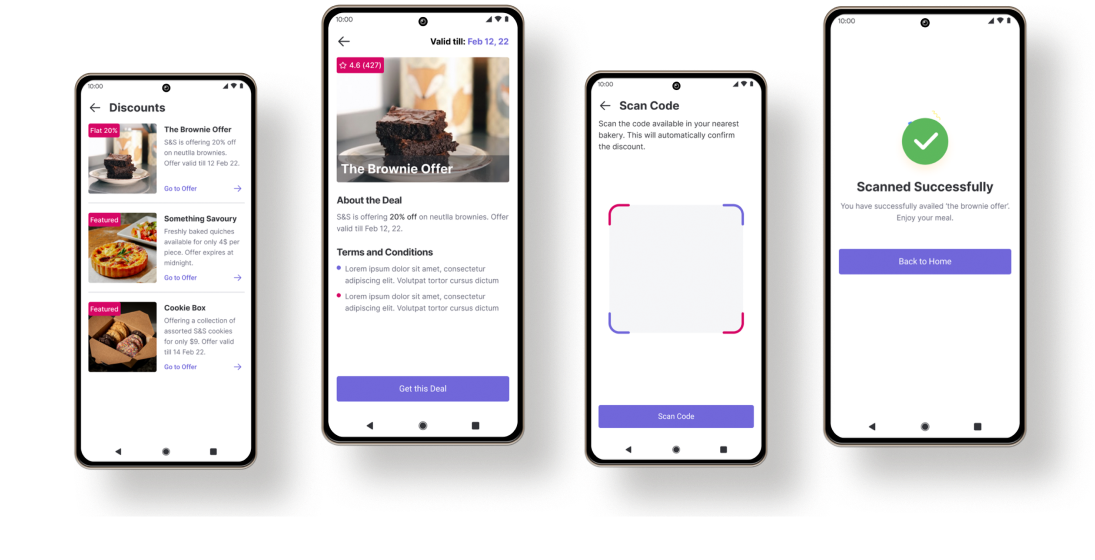 10:00
Discounts
Flat 20%
The Brownie Offer
S&S is offering 20% off
on neutlla brownies.
Offer valid till 12 Feb 22.
Go to Offer
Featured
Something Savoury
Freshly baked quiches
available for only 4$ per
piece. Offer expires at
midnight.
Go to Offer
Featured
Cookie Box
Offering a collection of
assorted S&S cookies
for only $9. Offer valid
till 14 Feb 22.
Go to Offer
10:00
Valid till: Feb 12, 22
4.6 (427)
The Brownie Offer
About the Deal
S&S is offering 20% off on neutlla brownies. Offer
valid till Feb 12, 22.
Terms and Conditions
Lorem ipsum dolor sit amet, consectetur
adipiscing elit. Volutpat tortor cursus dictum
Lorem ipsum dolor sit amet, consectetur
adipiscing elit. Volutpat tortor cursus dictum
Get this Deal
10:00
Scan Code
Scan the code available in your nearest
bakery. This will automatically confirm
the discount.
Scan Code
10:00
Scanned Successfully
You have successfully availed 'the brownie offer'.
Enjoy your meal.
Back to Home